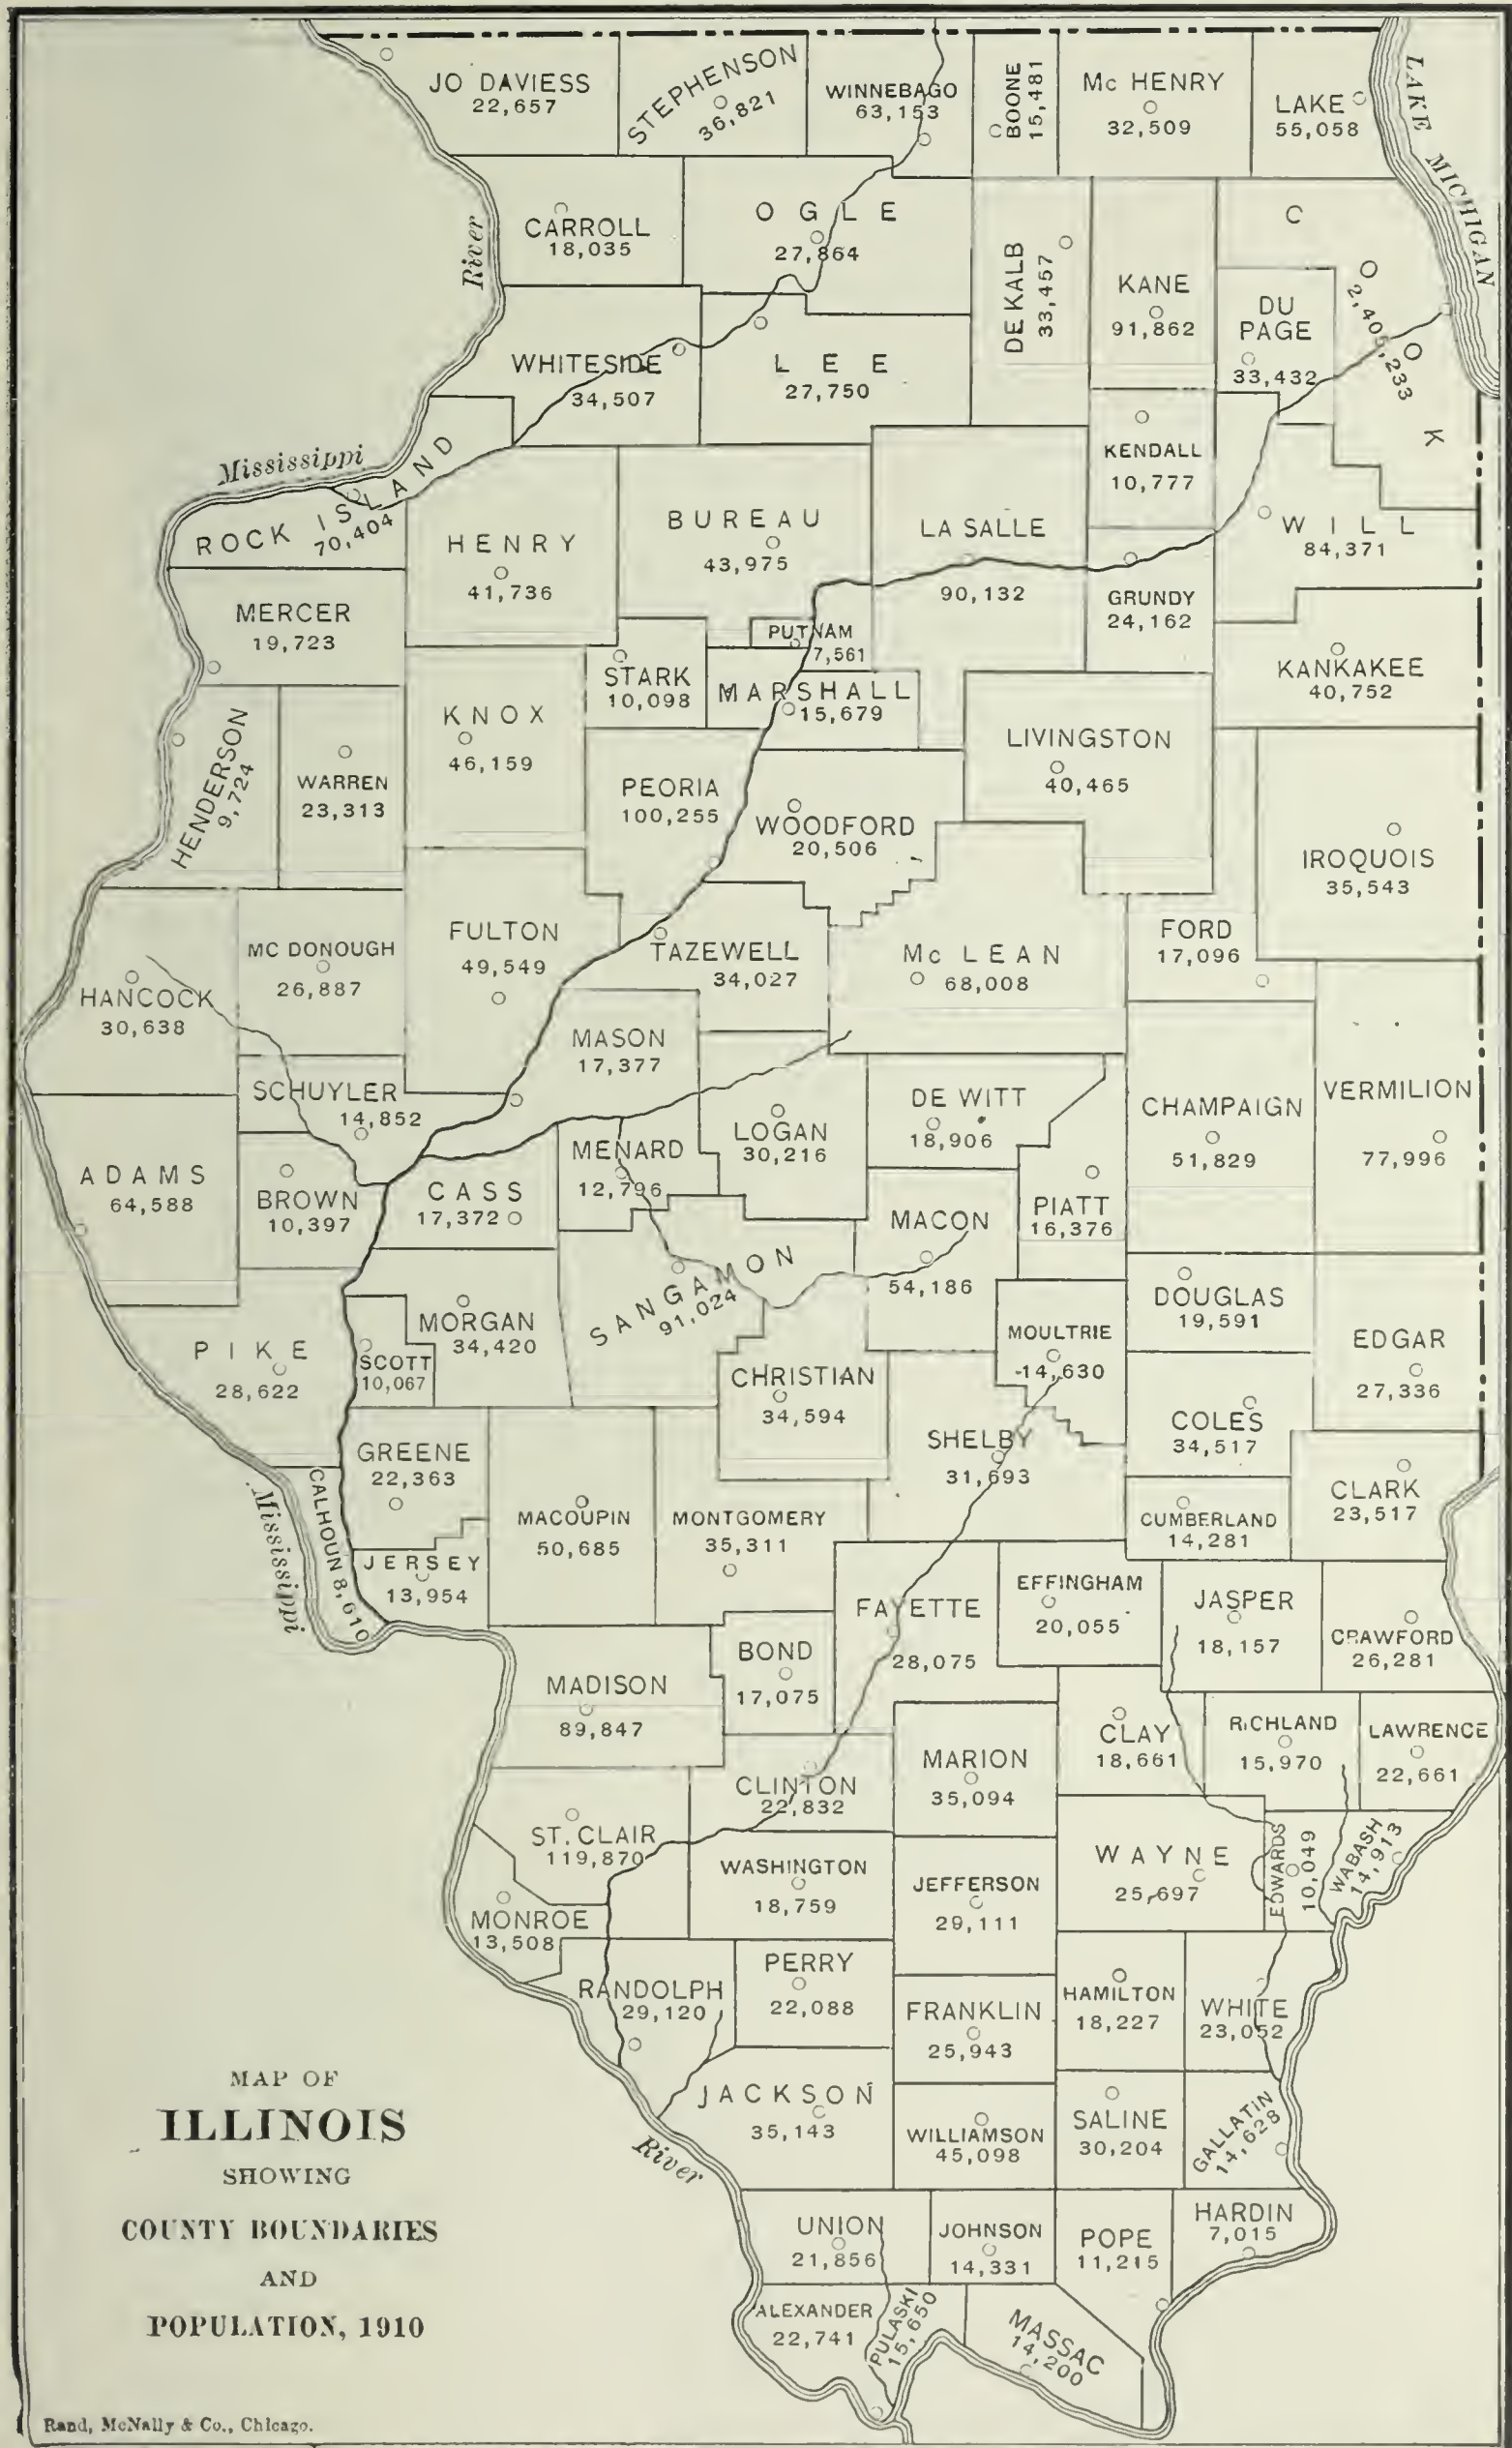 JO DAVIESS
22,657
STEPHENSON
36,821
WINNEBAGO
63,153
BOONE
15,481
Mc HENRY
32,509
LAKE
55,058
LAKE MICHIGAN
CARROLL
18,035
OGLE
27,864
DE KALB
33,457
KANE
91,862
DU
PAGE
33,432
COOK
2,405,233
River
WHITESIDE
34,507
LEE
27,750
KENDALL
10,777
Mississippi
ROCK ISLAND
70,404
HENRY
41,736
BUREAU
43,975
LA SALLE
90,132
GRUNDY
24,162
WILL
84,371
MERCER
19,723
PUTNAM
7,561
STARK
10,098
MARSHALL
15,679
KANKAKEE
40,752
HENDERSON
9,724
WARREN
23,313
KNOX
46,159
PEORIA
100,255
WOODFORD
20,506
LIVINGSTON
40,465
IROQUOIS
35,543
HANCOCK
30,638
MC DONOUGH
26,887
FULTON
49,549
TAZEWELL
34,027
Mc LEAN
68,008
FORD
17,096
MASON
17,377
SCHUYLER
14,852
LOGAN
30,216
DE WITT
18,906
CHAMPAIGN
51,829
VERMILION
77,996
ADAMS
64,588
BROWN
10,397
CASS
17,372
MENARD
12,796
MACON
54,186
PIATT
16,376
SANGAMON
91,024
PIKE
28,622
SCOTT
10,067
MORGAN
34,420
CHRISTIAN
34,594
MOULTRIE
-14,630
DOUGLAS
19,591
EDGAR
27,336
COLES
34,517
GREENE
22,363
MACOUPIN
50,685
MONTGOMERY
35,311
SHELBY
31,693
CUMBERLAND
14,281
CLARK
23,517
Mississippi
CALHOUN 8,610
JERSEY
13,954
FAYETTE
28,075
EFFINGHAM
20,055
JASPER
18,157
CRAWFORD
26,281
MADISON
89,847
BOND
17,075
CLINTON
22,832
MARION
35,094
CLAY
18,661
RICHLAND
15,970
LAWRENCE
22,661
ST. CLAIR
119,870
WASHINGTON
18,759
JEFFERSON
29,111
WAYNE
25,697
EDWARDS
10,049
WABASH
14,913
MONROE
13,508
RANDOLPH
29,120
PERRY
22,088
FRANKLIN
25,943
HAMILTON
18,227
WHITE
23,052
River
JACKSON
35,143
WILLIAMSON
45,098
SALINE
30,204
GALLATIN
14,628
UNION
21,856
JOHNSON
14,331
POPE
11,215
HARDIN
7,015
ALEXANDER
22,741
PULASKI
15,650
MASSAC
14,200
MAP OF
ILLINOIS
SHOWING
COUNTY BOUNDARIES
AND
POPULATION, 1910
Rand, McNally & Co., Chicago.